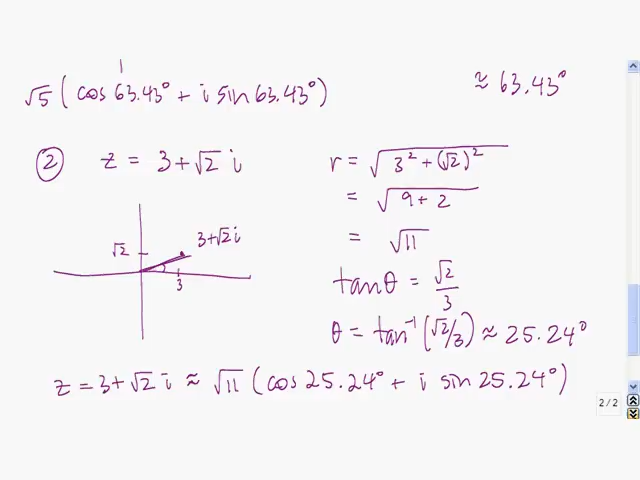 √5 ( cos 63.43° + i sin 63.43° )
≈ 63.43°
② z = 3 + √2 i
r = √(3² + (√2)²)
= √(9 + 2)
= √11
√2
3+√2i
3
tanθ = √2/3
θ = tan⁻¹ (√2/3) ≈ 25.24°
z = 3+√2 i ≈ √11 ( cos 25.24° + i sin 25.24° )
2 / 2